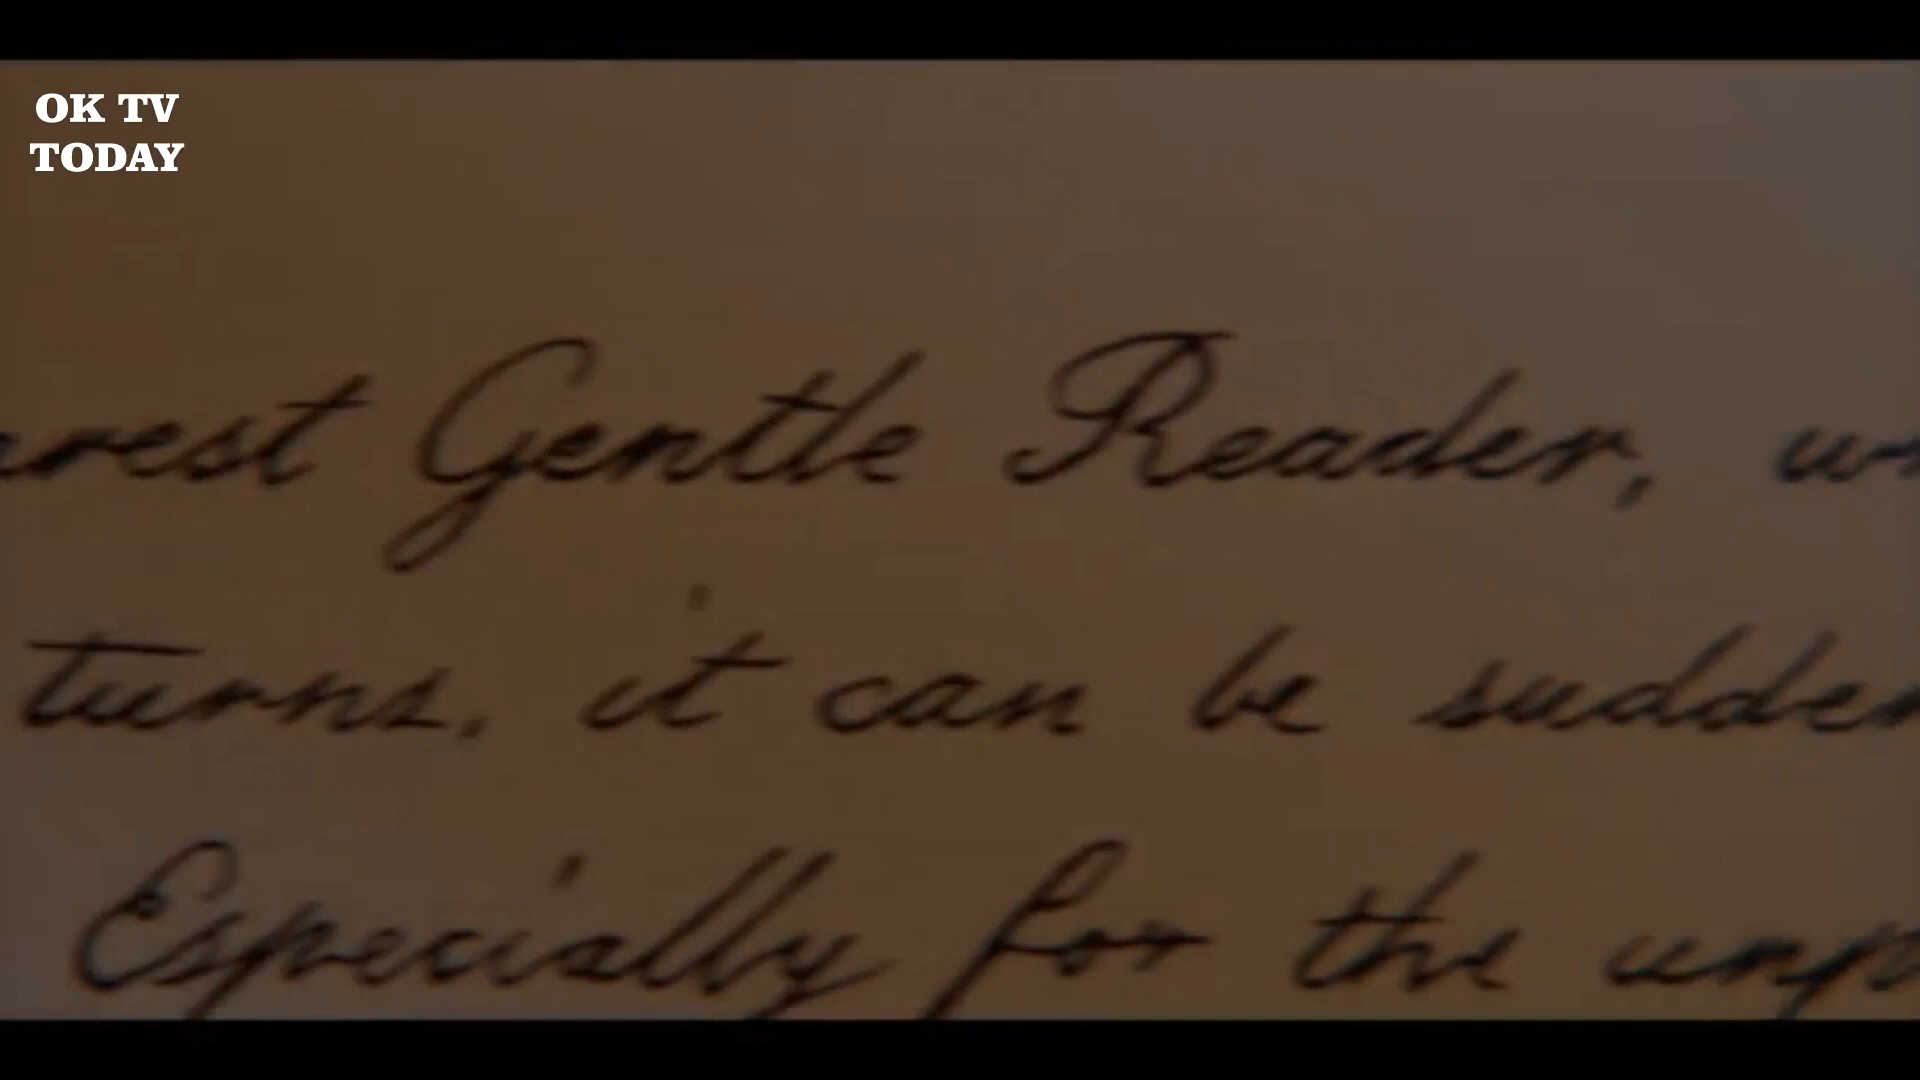 OK TV
TODAY
Gentle Reader,
turns, it can be
Especially for the